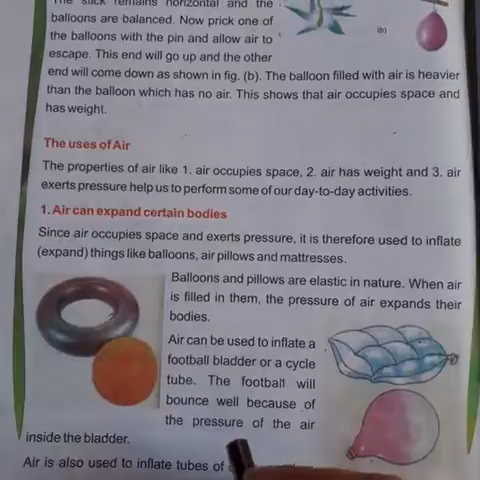 The stick remains horizontal and the
balloons are balanced. Now prick one of
the balloons with the pin and allow air to
escape. This end will go up and the other
(b)
end will come down as shown in fig. (b). The balloon filled with air is heavier
than the balloon which has no air. This shows that air occupies space and
has weight.
The uses of Air
The properties of air like 1. air occupies space, 2. air has weight and 3. air
exerts pressure help us to perform some of our day-to-day activities.
1. Air can expand certain bodies
Since air occupies space and exerts pressure, it is therefore used to inflate
(expand) things like balloons, air pillows and mattresses.
Balloons and pillows are elastic in nature. When air
is filled in them, the pressure of air expands their
bodies.
Air can be used to inflate a
football bladder or a cycle
tube. The football will
bounce well because of
the pressure of the air
inside the bladder.
Air is also used to inflate tubes of